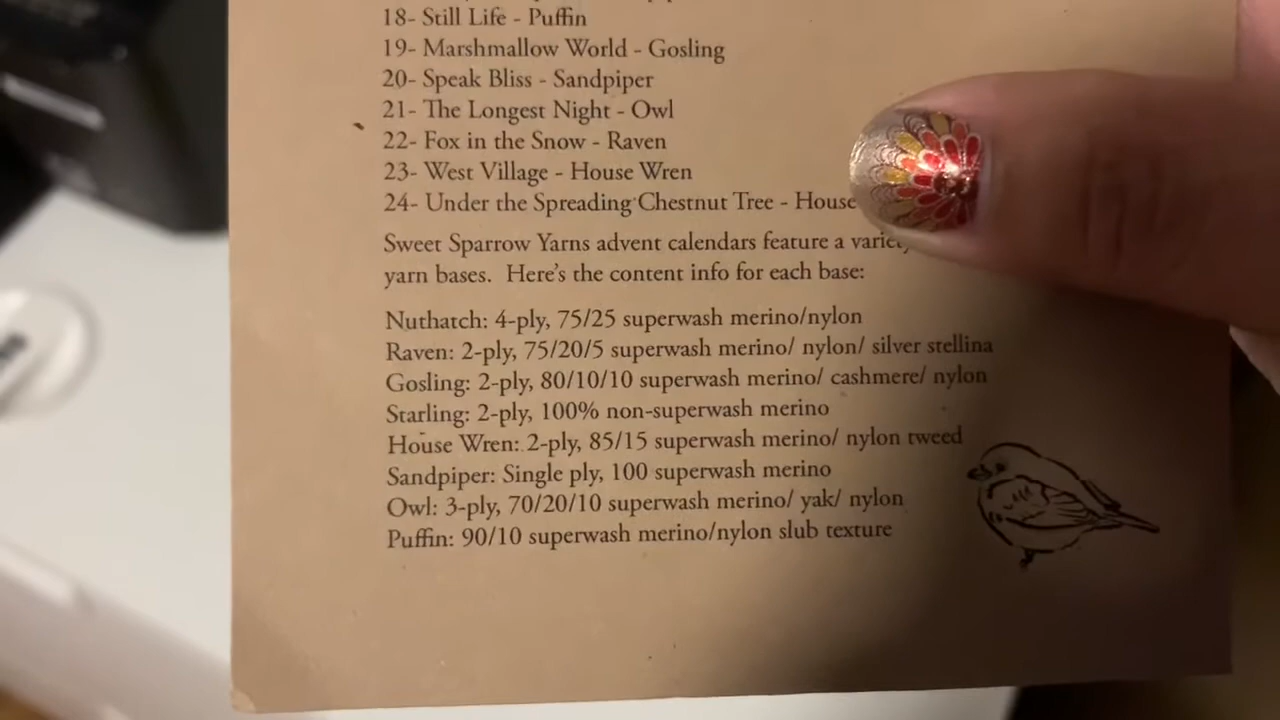 18- Still Life - Puffin
19- Marshmallow World - Gosling
20- Speak Bliss - Sandpiper
21- The Longest Night - Owl
22- Fox in the Snow - Raven
23- West Village - House Wren
24- Under the Spreading Chestnut Tree - House
Sweet Sparrow Yarns advent calendars feature a
yarn bases. Here's the content info for each base:
Nuthatch: 4-ply, 75/25 superwash merino/nylon
Raven: 2-ply, 75/20/5 superwash merino/ nylon/ silver stellina
Gosling: 2-ply, 80/10/10 superwash merino/ cashmere/ nylon
Starling: 2-ply, 100% non-superwash merino
House Wren: 2-ply, 85/15 superwash merino/ nylon tweed
Sandpiper: Single ply, 100 superwash merino
Owl: 3-ply, 70/20/10 superwash merino/ yak/ nylon
Puffin: 90/10 superwash merino/nylon slub texture